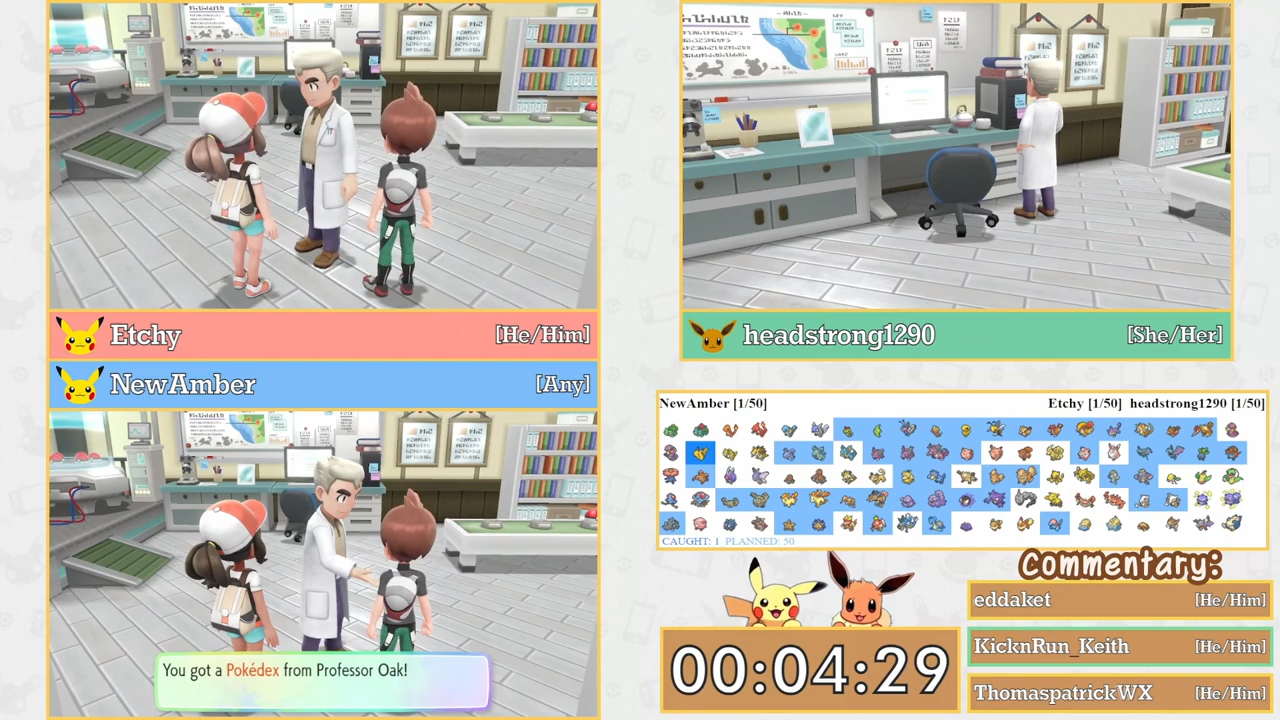 Etchy [He/Him]
headstrong1290 [She/Her]
NewAmber [Any]
You got a Pokédex from Professor Oak!
NewAmber [1/50] Etchy [1/50] headstrong1290 [1/50]
CAUGHT: 1 PLANNED: 50
Commentary:
eddaket [He/Him]
KicknRun_Keith [He/Him]
ThomaspatrickWX [He/Him]
00:04:29